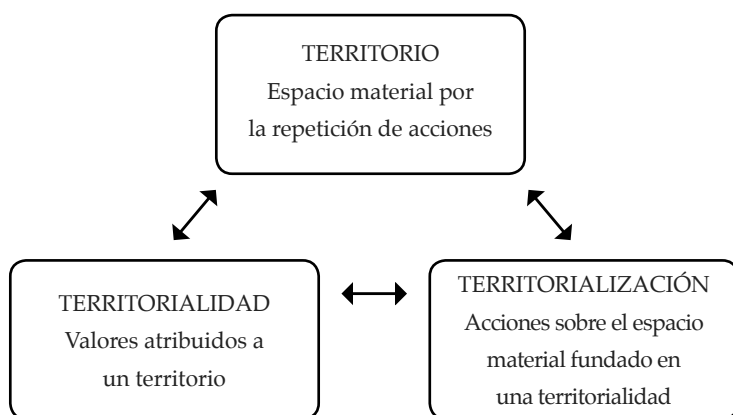 TERRITORIO
Espacio material por
la repetición de acciones
TERRITORIALIDAD
Valores atribuidos a
un territorio
TERRITORIALIZACIÓN
Acciones sobre el espacio
material fundado en
una territorialidad